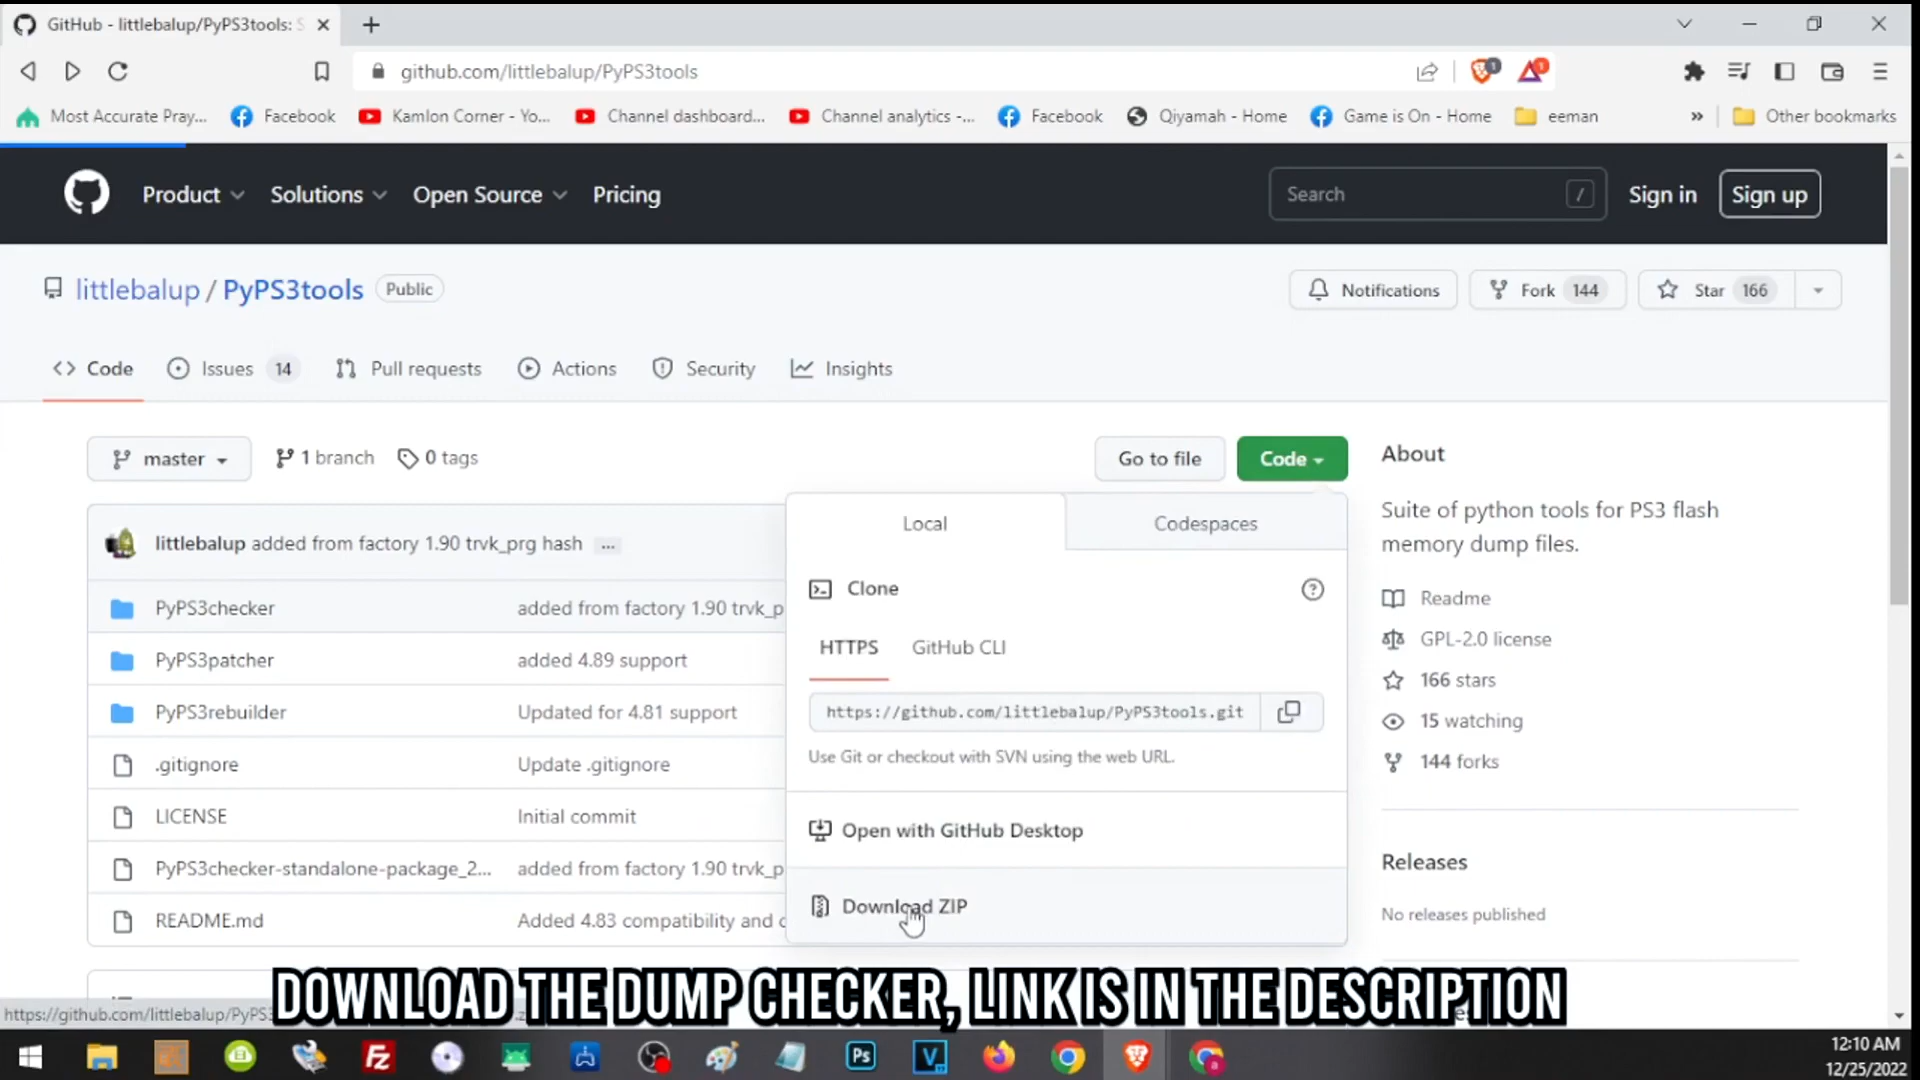 GitHub - littlebalup/PyPS3tools: S
github.com/littlebalup/PyPS3tools
1
1
Most Accurate Pray...
Facebook
Kamlon Corner - Yo...
Channel dashboard...
Channel analytics -...
Facebook
Qiyamah - Home
Game is On - Home
eeman
»
Other bookmarks
Product
Solutions
Open Source
Pricing
Search
/
Sign in
Sign up
littlebalup / PyPS3tools
Public
Notifications
Fork 144
Star 166
Code
Issues 14
Pull requests
Actions
Security
Insights
master
1 branch
0 tags
Go to file
Code
littlebalup added from factory 1.90 trvk_prg hash ...
PyPS3checker added from factory 1.90 trvk_p
PyPS3patcher added 4.89 support
PyPS3rebuilder Updated for 4.81 support
.gitignore Update .gitignore
LICENSE Initial commit
PyPS3checker-standalone-package_2... added from factory 1.90 trvk_p
README.md Added 4.83 compatibility and c
Local
Codespaces
Clone
HTTPS
GitHub CLI
https://github.com/littlebalup/PyPS3tools.git
Use Git or checkout with SVN using the web URL.
Open with GitHub Desktop
Download ZIP
About
Suite of python tools for PS3 flash
memory dump files.
Readme
GPL-2.0 license
166 stars
15 watching
144 forks
Releases
No releases published
DOWNLOAD THE DUMP CHECKER, LINK IS IN THE DESCRIPTION
https://github.com/littlebalup/PyPS3
Fz
Ps
V
12:10 AM
12/25/2022